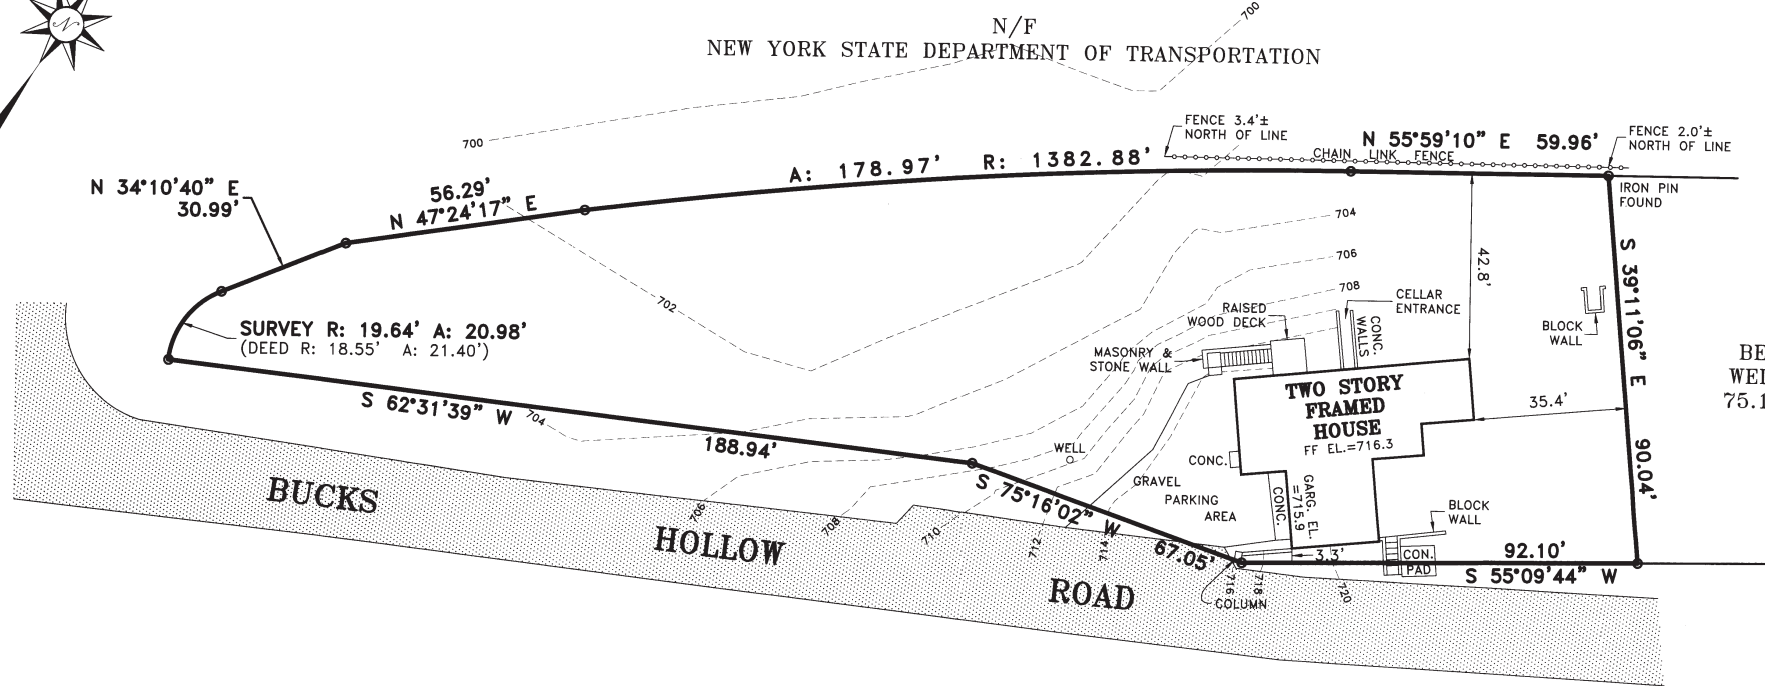 N
N/F
NEW YORK STATE DEPARTMENT OF TRANSPORTATION
700
700
FENCE 3.4'±
NORTH OF LINE
N 55°59'10" E 59.96'
CHAIN LINK FENCE
FENCE 2.0'±
NORTH OF LINE
IRON PIN
FOUND
A: 178.97' R: 1382.88'
N 34°10'40" E
30.99'
56.29'
N 47°24'17" E
SURVEY R: 19.64' A: 20.98'
(DEED R: 18.55' A: 21.40')
702
704
706
708
42.8'
S 39°11'06" E 90.04'
CELLAR
ENTRANCE
CONC.
WALLS
RAISED
WOOD DECK
MASONRY &
STONE WALL
BLOCK
WALL
TWO STORY
FRAMED
HOUSE
FF EL.=716.3
35.4'
BE
WEI
75.1
S 62°31'39" W
188.94'
704
WELL
CONC.
GRAVEL
PARKING
AREA
CONC.
GARG. EL.
=715.9
BLOCK
WALL
S 75°16'02" W
67.05'
3.3'
CON.
PAD
92.10'
S 55°09'44" W
706
708
710
712
714
716
718
720
COLUMN
BUCKS
HOLLOW
ROAD